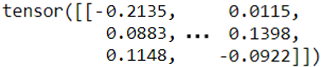 tensor([[-0.2135, 0.0115,
0.0883, ... 0.1398,
0.1148, -0.0922]])